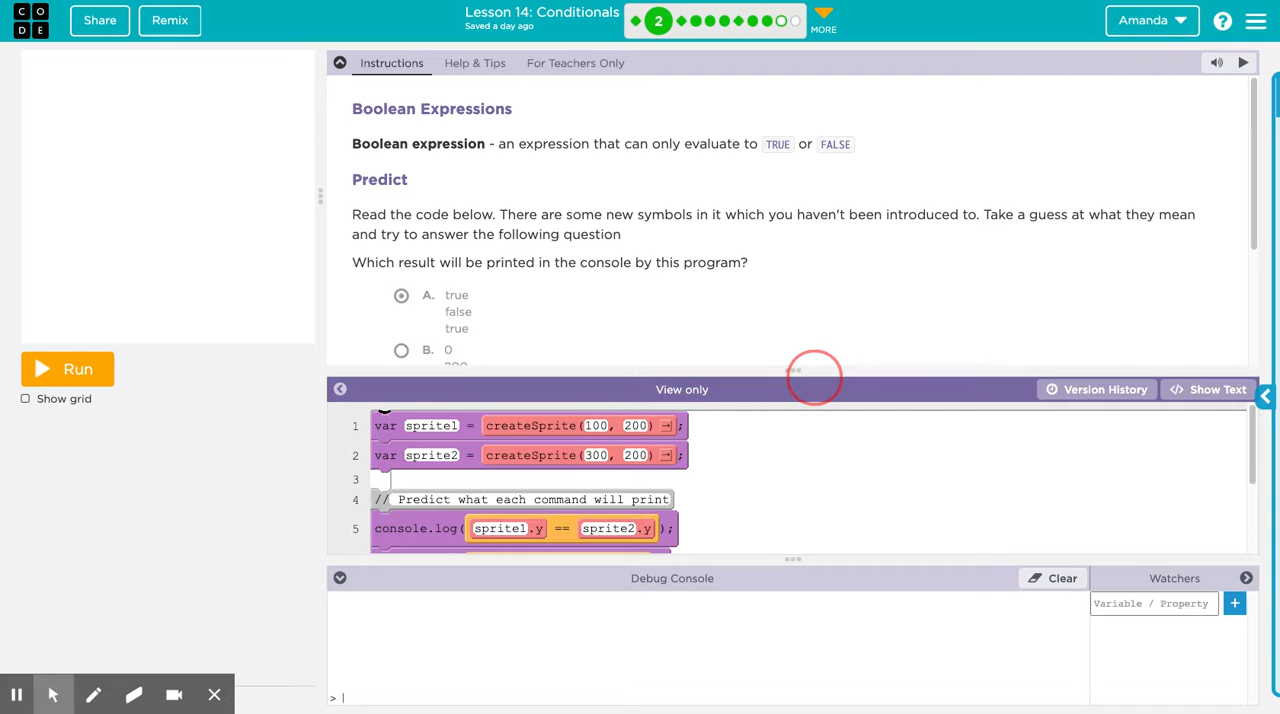 C O
D E
Share
Remix
Lesson 14: Conditionals
Saved a day ago
2
MORE
Amanda
?
Instructions
Help & Tips
For Teachers Only
Boolean Expressions
Boolean expression - an expression that can only evaluate to TRUE or FALSE
Predict
Read the code below. There are some new symbols in it which you haven't been introduced to. Take a guess at what they mean
and try to answer the following question
Which result will be printed in the console by this program?
A. true
false
true
B. 0
200
Run
Show grid
View only
Version History
</> Show Text
1 var sprite1 = createSprite(100, 200) → ;
2 var sprite2 = createSprite(300, 200) → ;
3
4 // Predict what each command will print
5 console.log( sprite1.y == sprite2.y );
Debug Console
Clear
Watchers
Variable / Property
+
>